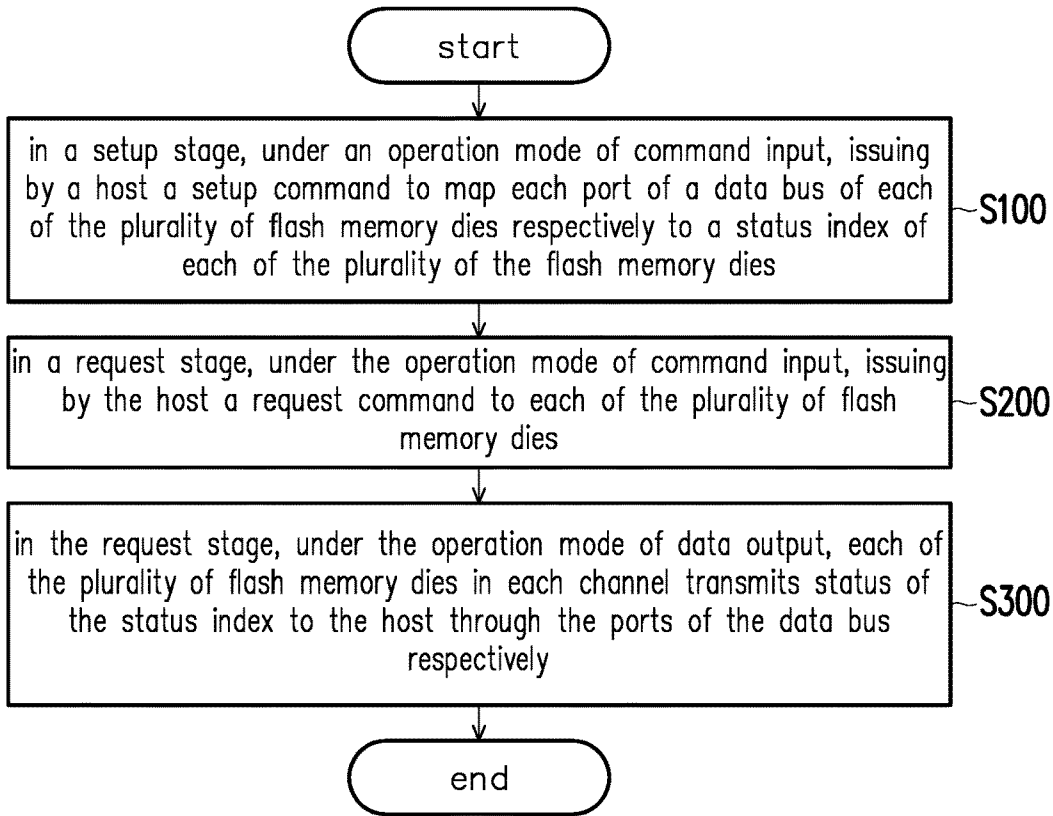 start
in a setup stage, under an operation mode of command input, issuing
by a host a setup command to map each port of a data bus of each
of the plurality of flash memory dies respectively to a status index of
each of the plurality of the flash memory dies
S100
in a request stage, under the operation mode of command input, issuing
by the host a request command to each of the plurality of flash
memory dies
S200
in the request stage, under the operation mode of data output, each of
the plurality of flash memory dies in each channel transmits status of
the status index to the host through the ports of the data bus
respectively
S300
end